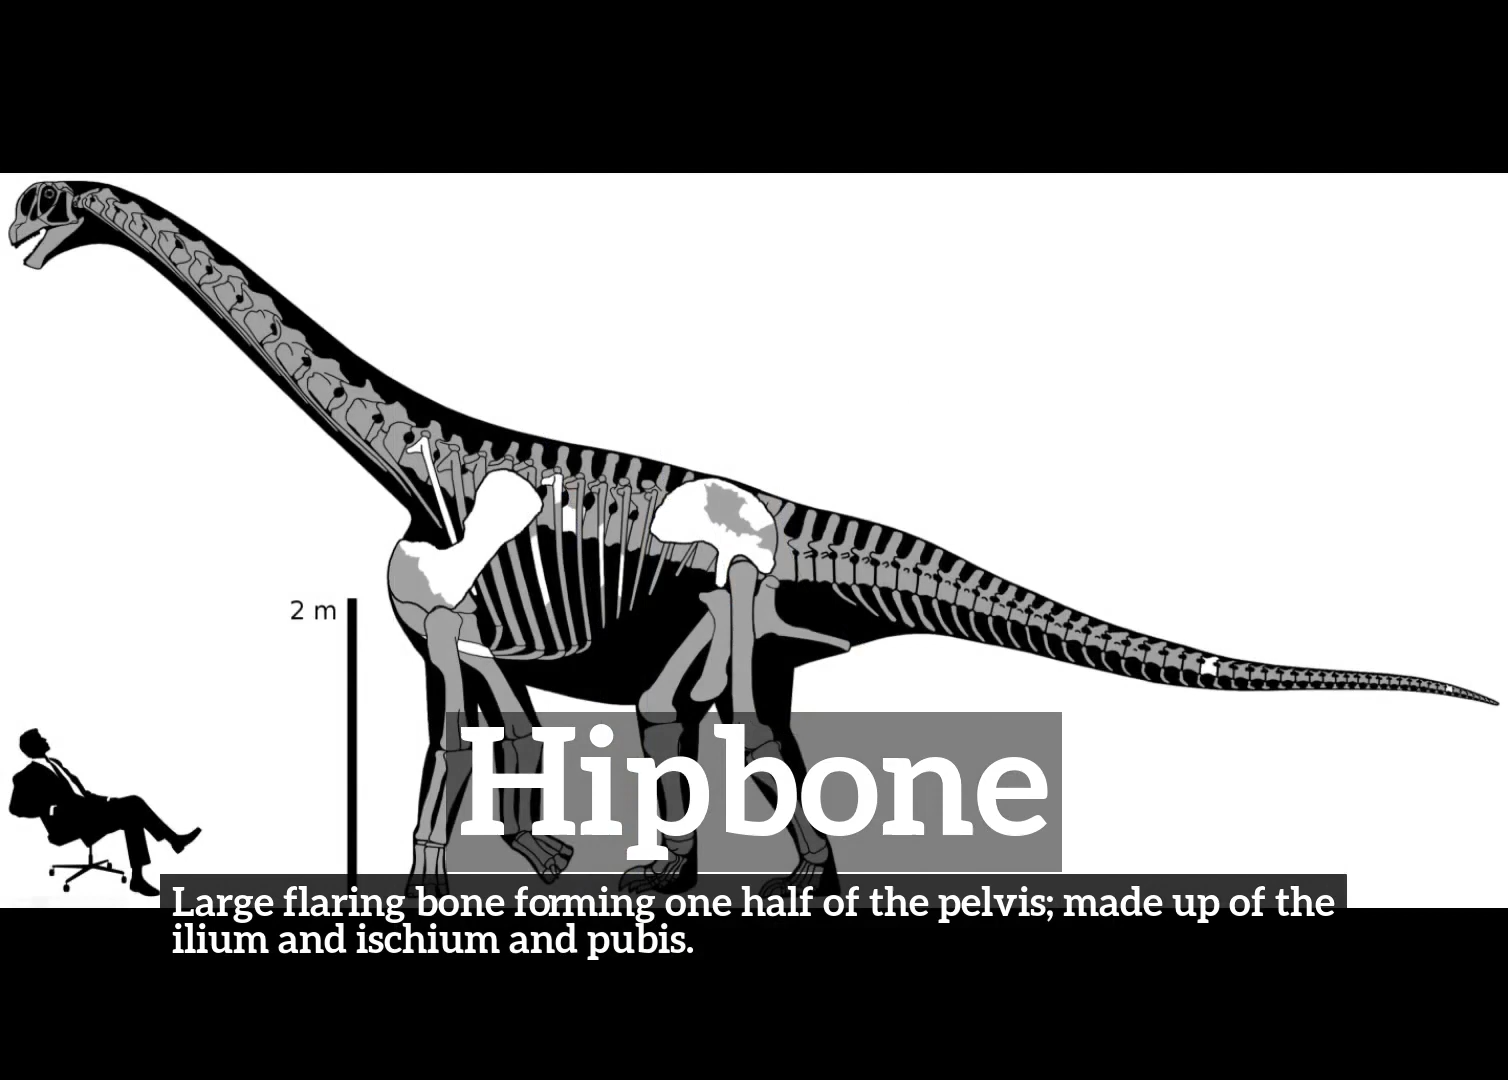 2 m
Hipbone
Large flaring bone forming one half of the pelvis; made up of the
ilium and ischium and pubis.